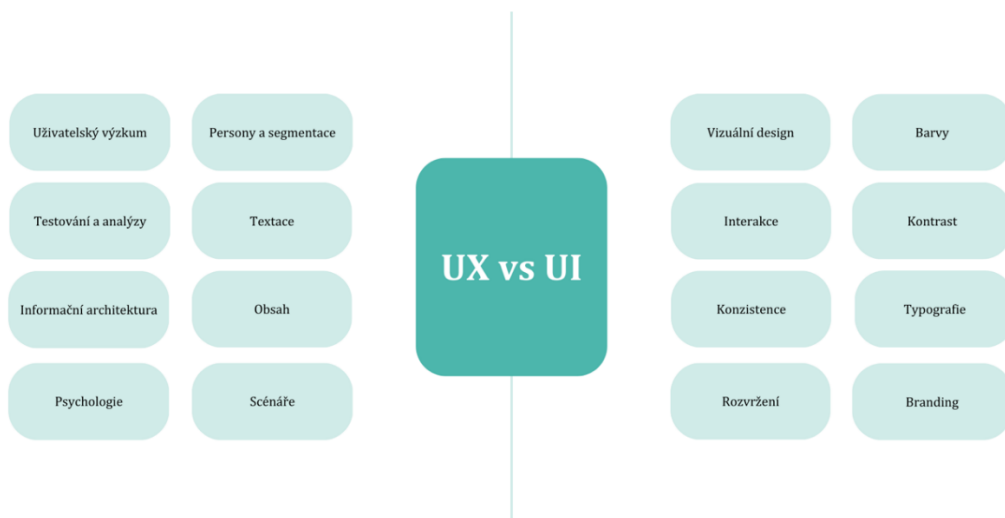 Uživatelský výzkum
Persony a segmentace
Testování a analýzy
Textace
Informační architektura
Obsah
Psychologie
Scénáře
UX vs UI
Vizuální design
Barvy
Interakce
Kontrast
Konzistence
Typografie
Rozvržení
Branding